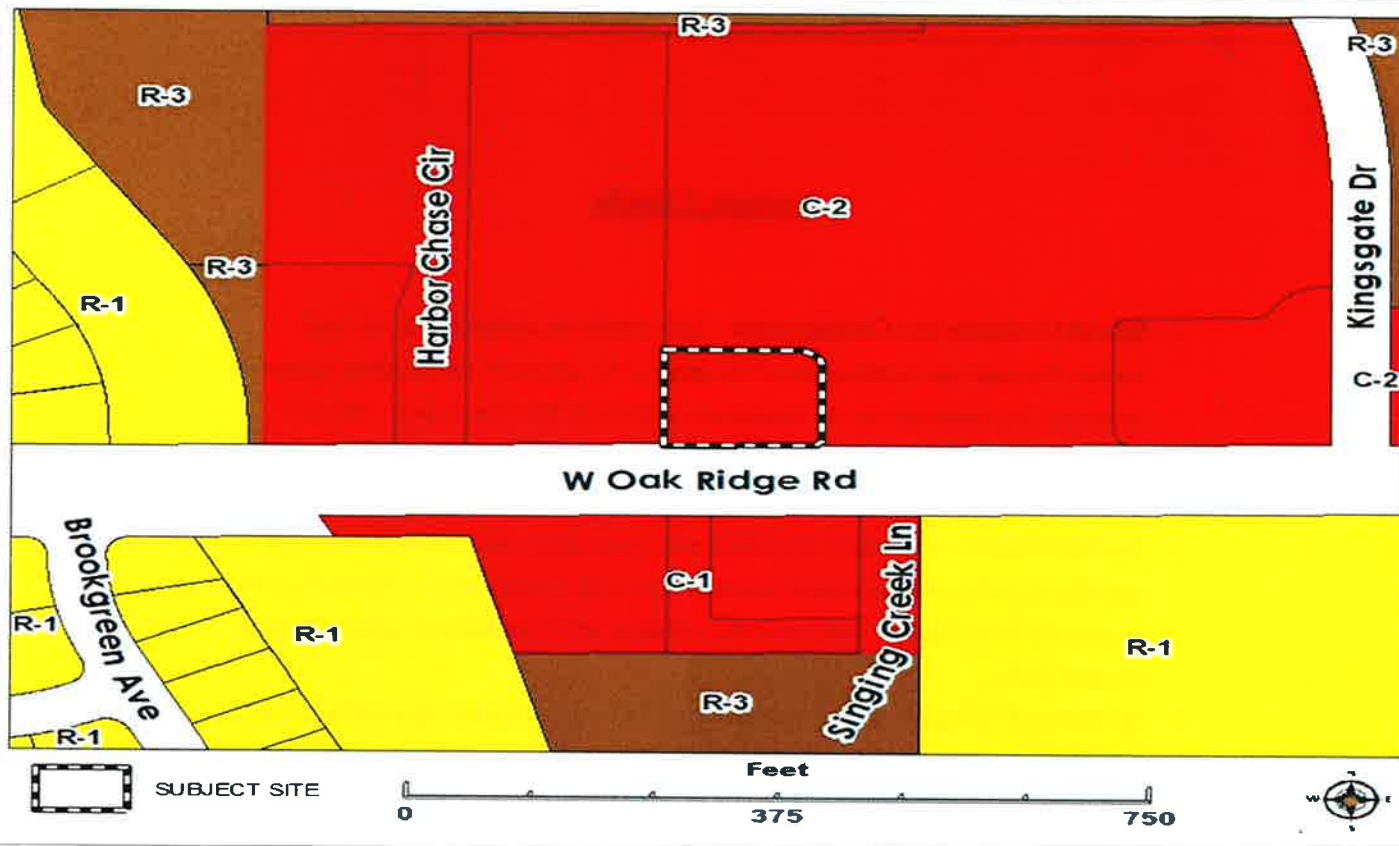 R-3
R-3
R-3
Harbor Chase Cir
C-2
Kingsgate Dr
R-3
R-1
C-2
W Oak Ridge Rd
Brookgreen Ave
C-1
Singing Creek Ln
R-1
R-1
R-1
R-3
R-1
SUBJECT SITE
Feet
0
375
750
W
E